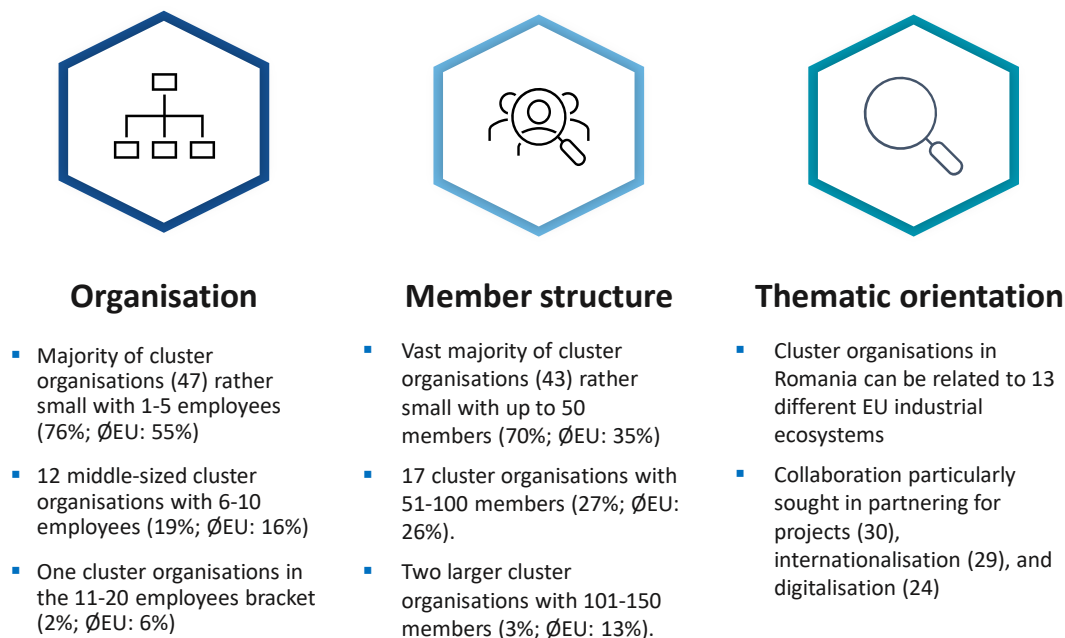 Organisation
▪ Majority of cluster
organisations (47) rather
small with 1-5 employees
(76%; ØEU: 55%)
▪ 12 middle-sized cluster
organisations with 6-10
employees (19%; ØEU: 16%)
▪ One cluster organisations in
the 11-20 employees bracket
(2%; ØEU: 6%)
Member structure
▪ Vast majority of cluster
organisations (43) rather
small with up to 50
members (70%; ØEU: 35%)
▪ 17 cluster organisations with
51-100 members (27%; ØEU:
26%).
▪ Two larger cluster
organisations with 101-150
members (3%; ØEU: 13%).
Thematic orientation
▪ Cluster organisations in
Romania can be related to 13
different EU industrial
ecosystems
▪ Collaboration particularly
sought in partnering for
projects (30),
internationalisation (29), and
digitalisation (24)